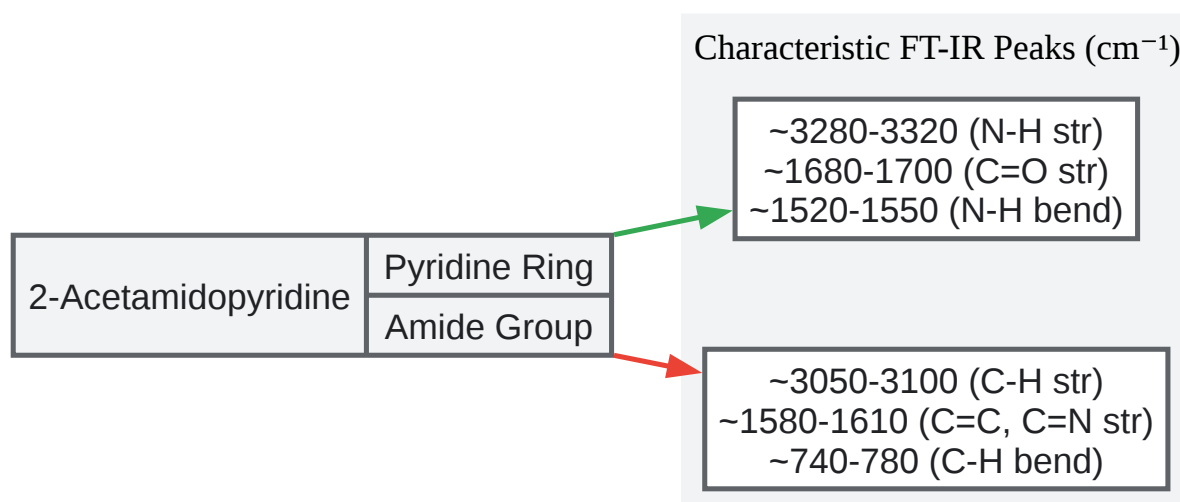 Characteristic FT-IR Peaks (cm⁻¹)
~3280-3320 (N-H str)
~1680-1700 (C=O str)
~1520-1550 (N-H bend)
2-Acetamidopyridine
Pyridine Ring
Amide Group
~3050-3100 (C-H str)
~1580-1610 (C=C, C=N str)
~740-780 (C-H bend)